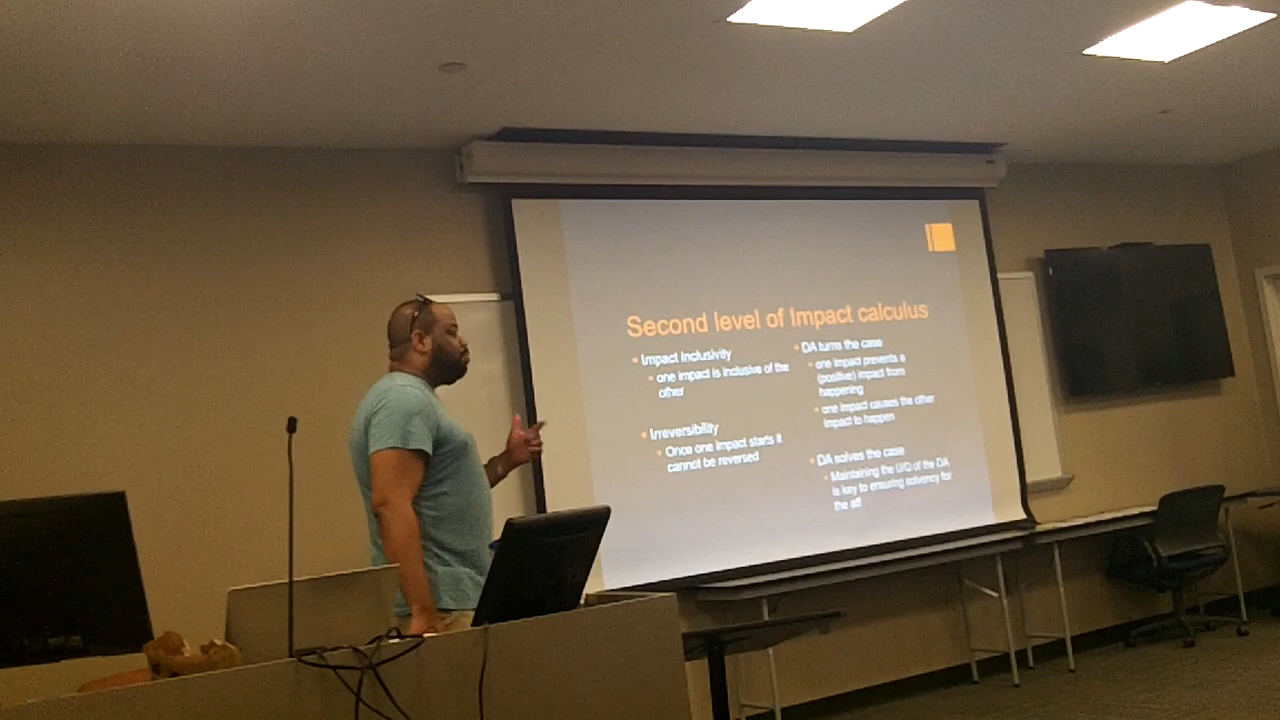 Second level of Impact calculus
Impact Inclusivity
one impact is inclusive of the
other
Irreversibility
Once one impact starts it
cannot be reversed
DA turns the case
one impact prevents a
(positive) impact from
happening
one impact causes the other
impact to happen
DA solves the case
Maintaining the U/Q of the DA
is key to ensuring solvency for
the aff